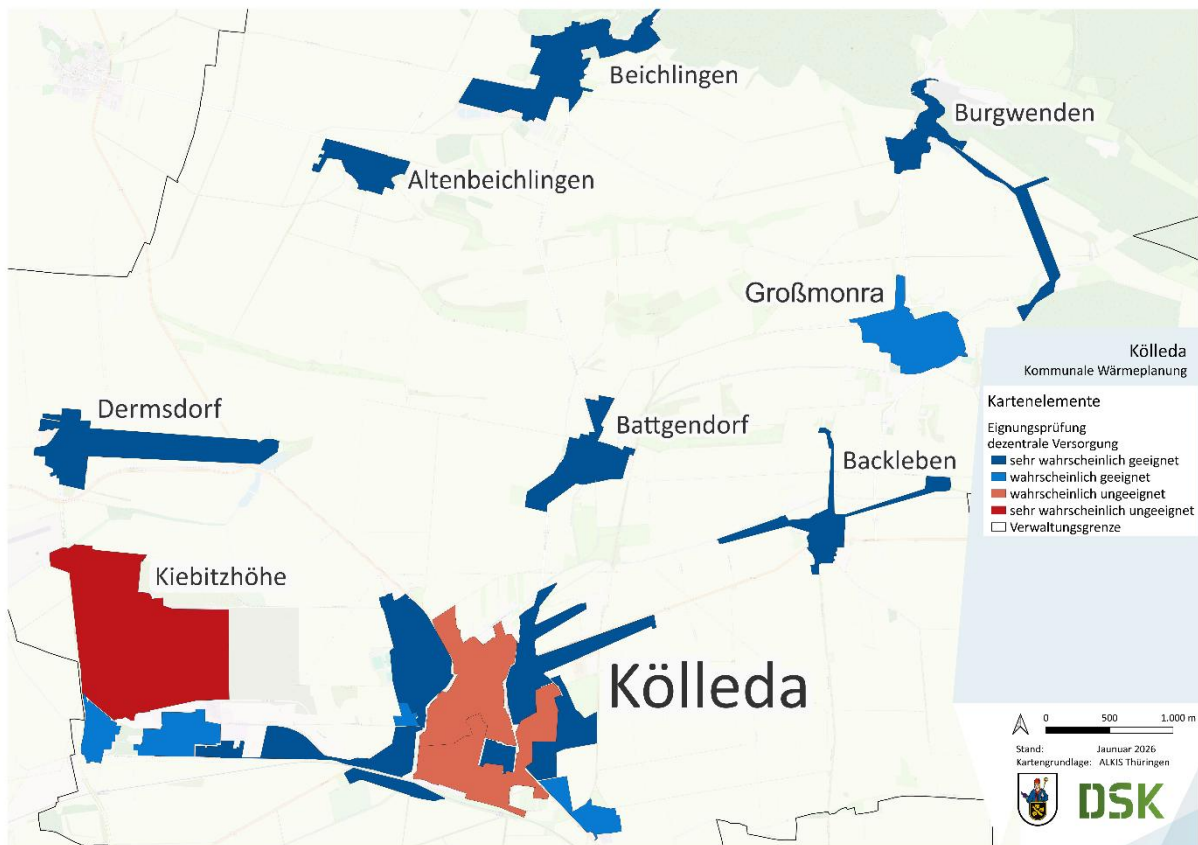 Beichlingen
Burgwenden
Altenbeichlingen
Großmonra
Kölleda
Kommunale Wärmeplanung
Kartenelemente
Eignungsprüfung
dezentrale Versorgung
sehr wahrscheinlich geeignet
wahrscheinlich geeignet
wahrscheinlich ungeeignet
sehr wahrscheinlich ungeeignet
Verwaltungsgrenze
Dermsdorf
Battgendorf
Backleben
Kiebitzhöhe
Kölleda
0 500 1.000 m
Stand: Jaunuar 2026
Kartengrundlage: ALKIS Thüringen
DSK